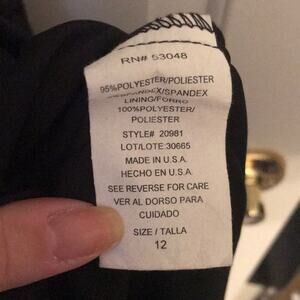 RN# 53048
95%POLYESTER/POLIESTER
LINING/FORRO
100%POLYESTER/
POLIESTER
STYLE# 20981
LOT/LOTE:30665
MADE IN U.S.A.
HECHO EN U.S.A.
SEE REVERSE FOR CARE
VER AL DORSO PARA
CUIDADO
SIZE / TALLA
12